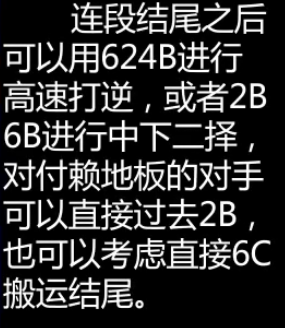 连段结尾之后
可以用624B进行
高速打逆，或者2B
6B进行中下二择，
对付赖地板的对手
可以直接过去2B，
也可以考虑直接6C
搬运结尾。